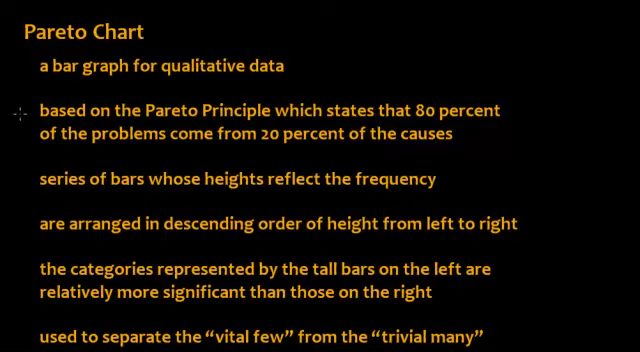 Pareto Chart
a bar graph for qualitative data
based on the Pareto Principle which states that 80 percent
of the problems come from 20 percent of the causes
series of bars whose heights reflect the frequency
are arranged in descending order of height from left to right
the categories represented by the tall bars on the left are
relatively more significant than those on the right
used to separate the “vital few” from the “trivial many”